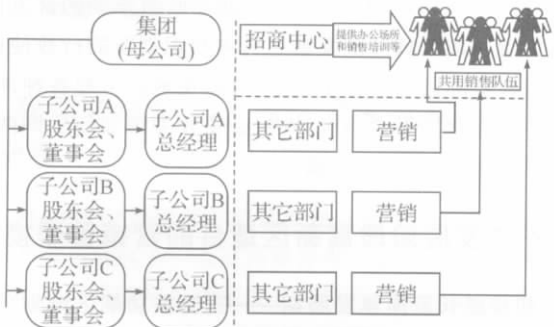 集团
(母公司)
招商中心
提供办公场所
和销售培训等
共用销售队伍
子公司A
股东会、
董事会
子公司A
总经理
其它部门
营销
子公司B
股东会、
董事会
子公司B
总经理
其它部门
营销
子公司C
股东会、
董事会
子公司C
总经理
其它部门
营销